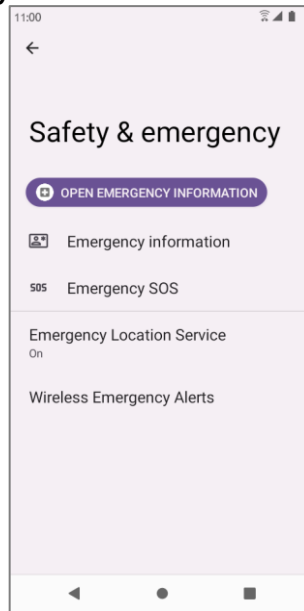 11:00
Safety & emergency
OPEN EMERGENCY INFORMATION
Emergency information
SOS Emergency SOS
Emergency Location Service
On
Wireless Emergency Alerts